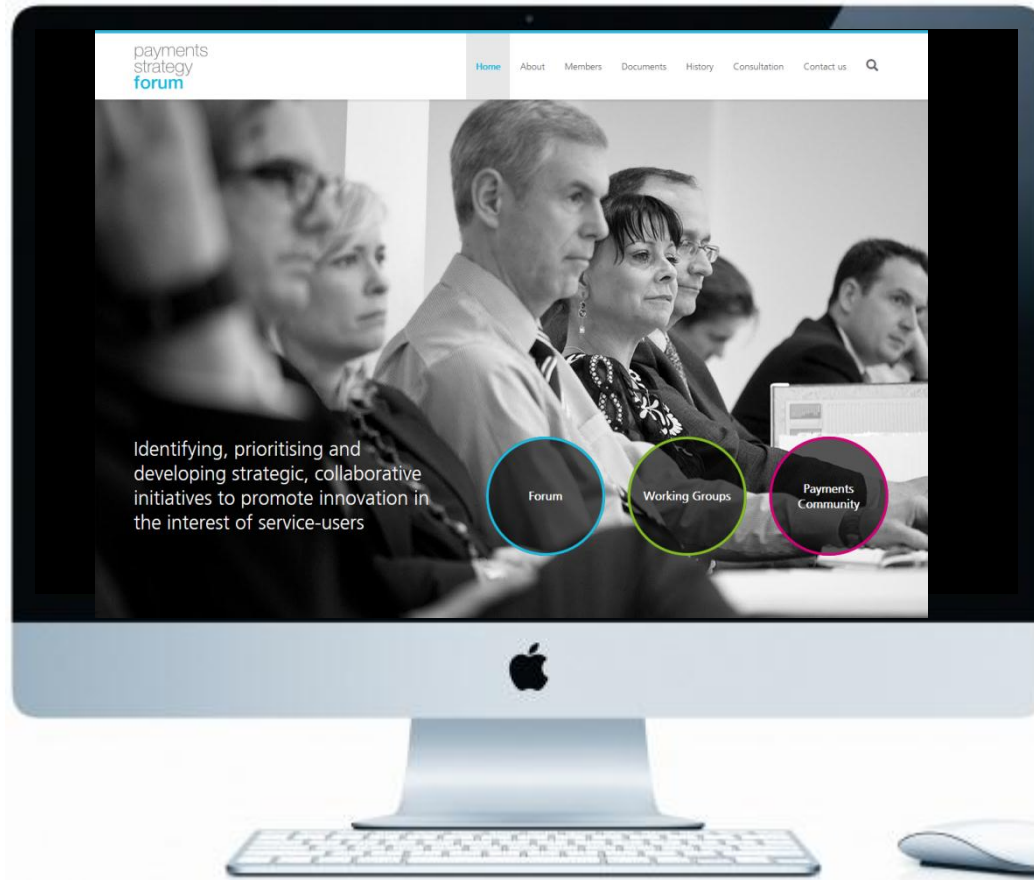 payments
strategy
forum
Home About Members Documents History Consultation Contact us
Identifying, prioritising and
developing strategic, collaborative
initiatives to promote innovation in
the interest of service-users
Forum
Working Groups
Payments
Community